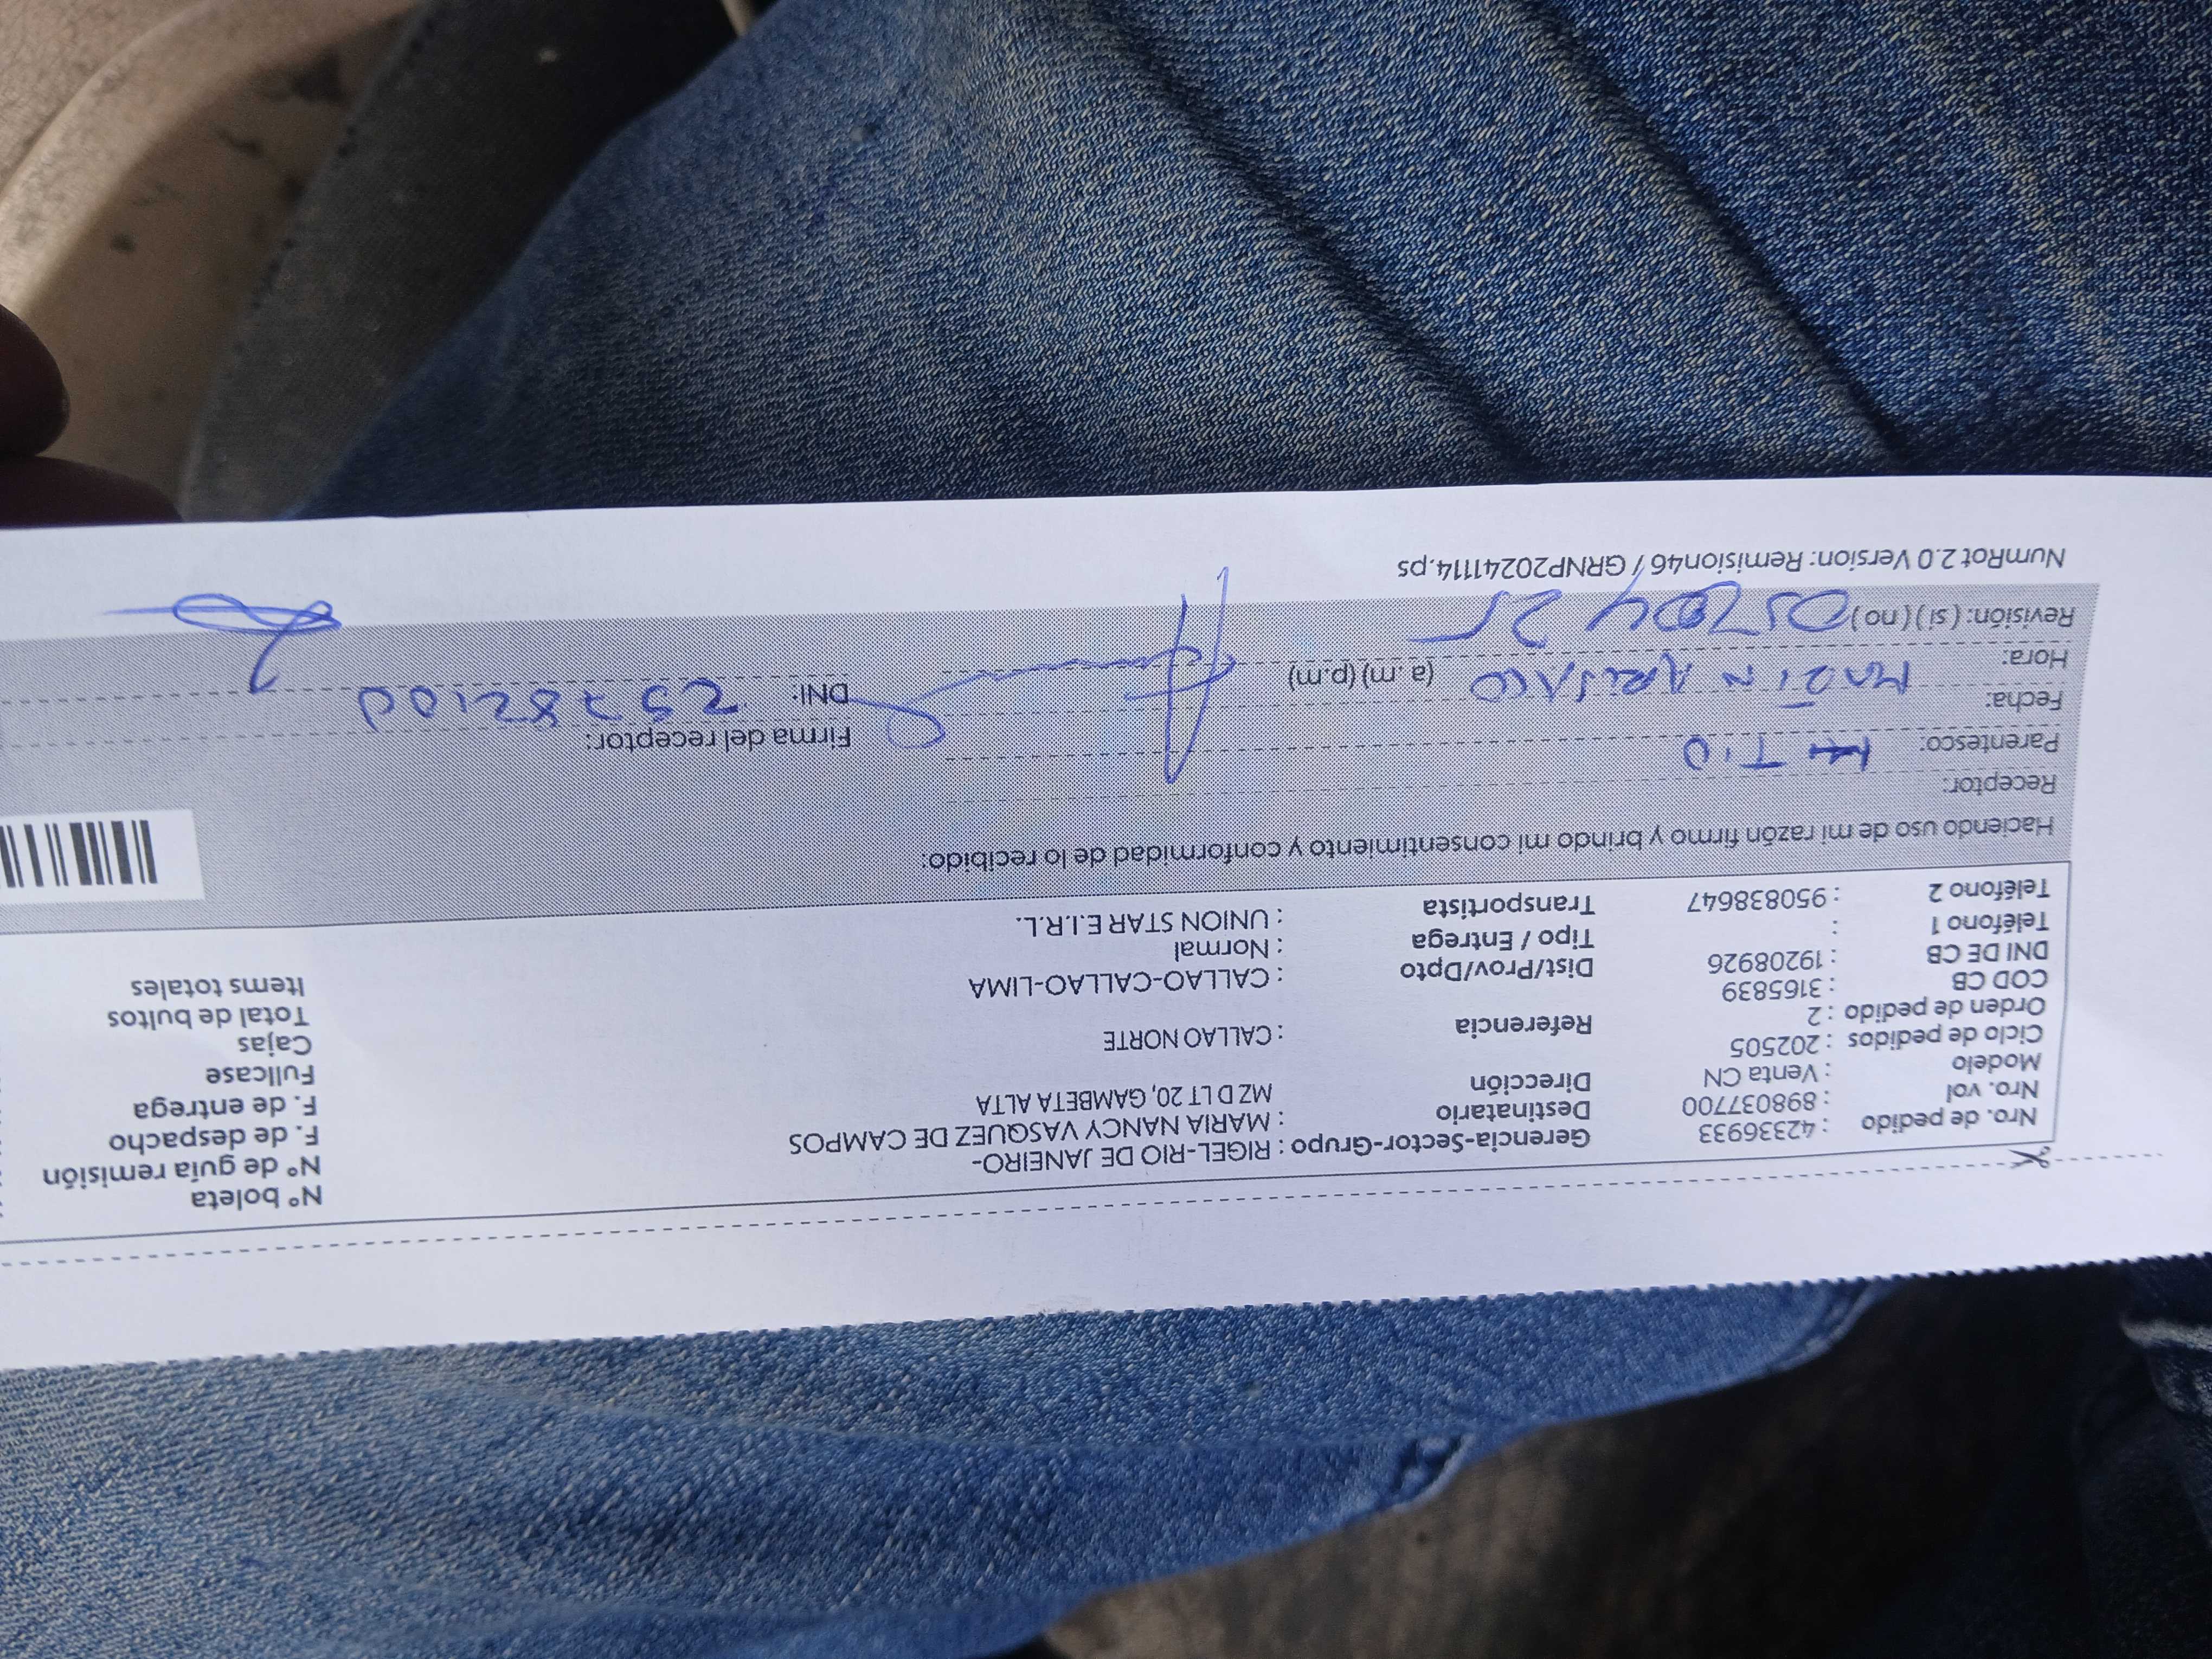 Nro. de pedido : 42336933 Gerencia-Sector-Grupo : RIGEL-RIO DE JANEIRO- N° boleta
Nro. vol : 898037700 Destinatario : MARIA NANCY VASQUEZ DE CAMPOS N° de guía remisión
Modelo : Venta CN Dirección MZ D LT 20, GAMBETA ALTA F. de despacho
Ciclo de pedidos : 202505 F. de entrega
Orden de pedido : 2 Referencia : CALLAO NORTE Fullcase
COD CB : 3165839 Cajas
DNI DE CB : 19208926 Dist/Prov/Dpto : CALLAO-CALLAO-LIMA Total de bultos
Teléfono 1 : Tipo / Entrega : Normal Items totales
Teléfono 2 : 950838647 Transportista : UNION STAR E.I.R.L.
Haciendo uso de mi razón firmo y brindo mi consentimiento y conformidad de lo recibido:
Receptor:
Parentesco: TIO Firma del receptor:
Fecha: DNI: 25782100
Hora: (a.m) (p.m)
Revisión: (si) (no)
NumRot 2.0 Version: Remision46 / GRNP20241114.ps